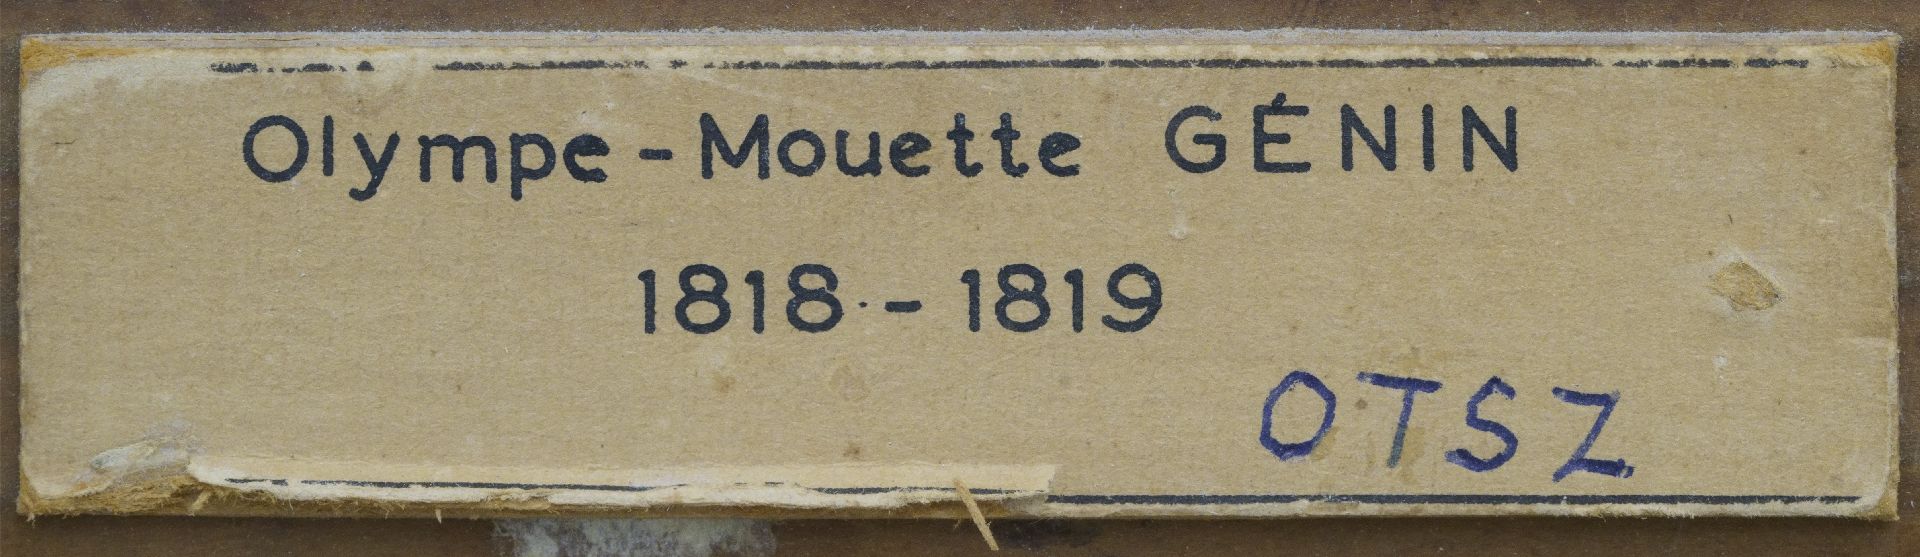 Olympe - Mouette GÉNIN
1818 - 1819
OTSZ